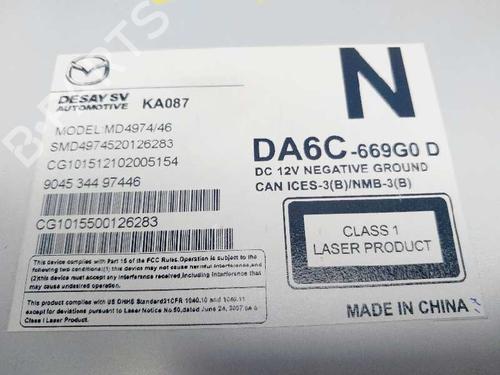 N
DESAY SV
AUTOMOTIVE KA087
MODEL:MD4974/46
SMD4974520126283
CG101512102005154
9045 344 97446
CG1015500126283
DA6C-669G0 D
DC 12V NEGATIVE GROUND
CAN ICES-3(B)/NMB-3(B)
CLASS 1
LASER PRODUCT
This device complies with Part 15 of the FCC Rules.Operation is subject to the
following two conditions:(1)this device may not cause harmful interference,and
(2)this device must accept any interference received,including interference
that may cause undesired operation.
This product complies with US DHHS Standard21CFR 1040.10 and 1040.11
except for deviations pursuant to Laser Notice No.50,dated June 24, 2007 as a
Class I Laser Product
MADE IN CHINA
B-PARTS